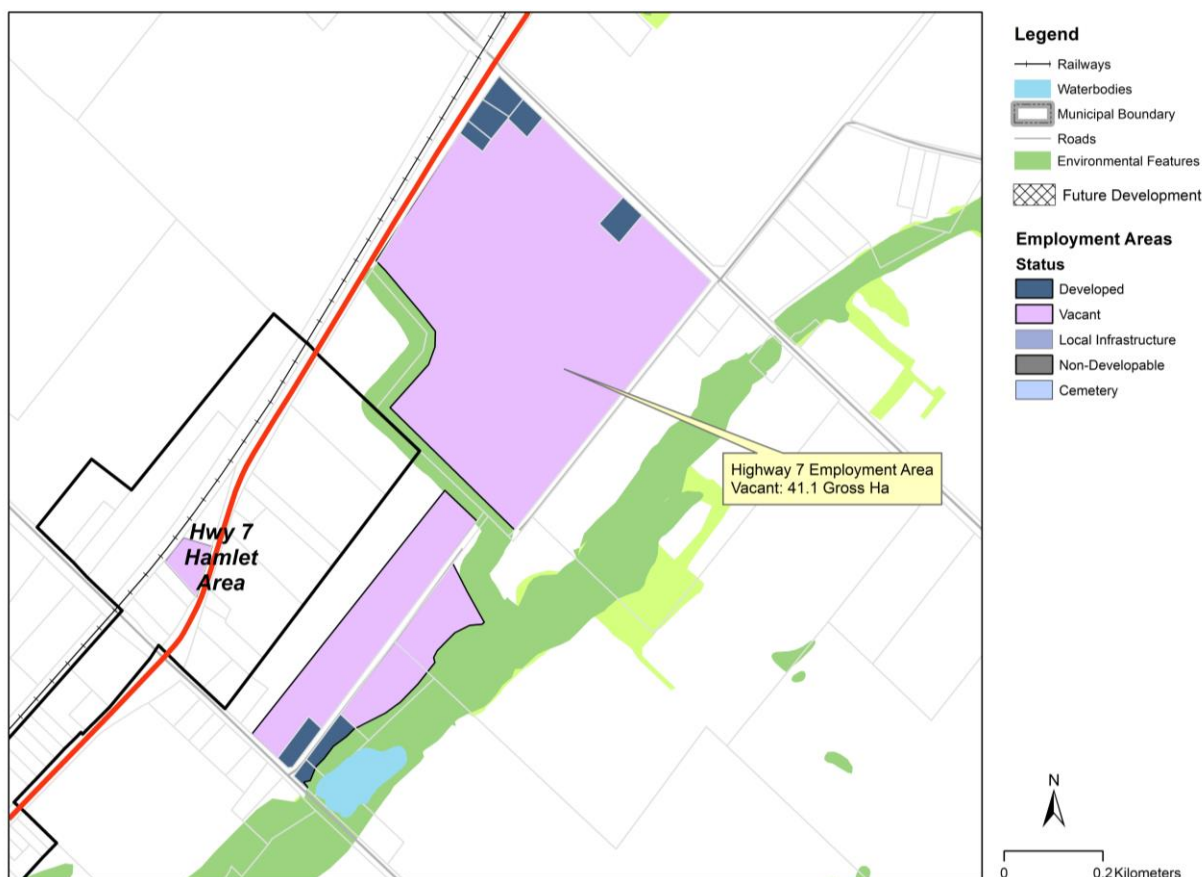 Hwy 7
Hamlet
Area
Highway 7 Employment Area
Vacant: 41.1 Gross Ha
Legend
Railways
Waterbodies
Municipal Boundary
Roads
Environmental Features
Future Development
Employment Areas
Status
Developed
Vacant
Local Infrastructure
Non-Developable
Cemetery
N
0 0.2 Kilometers